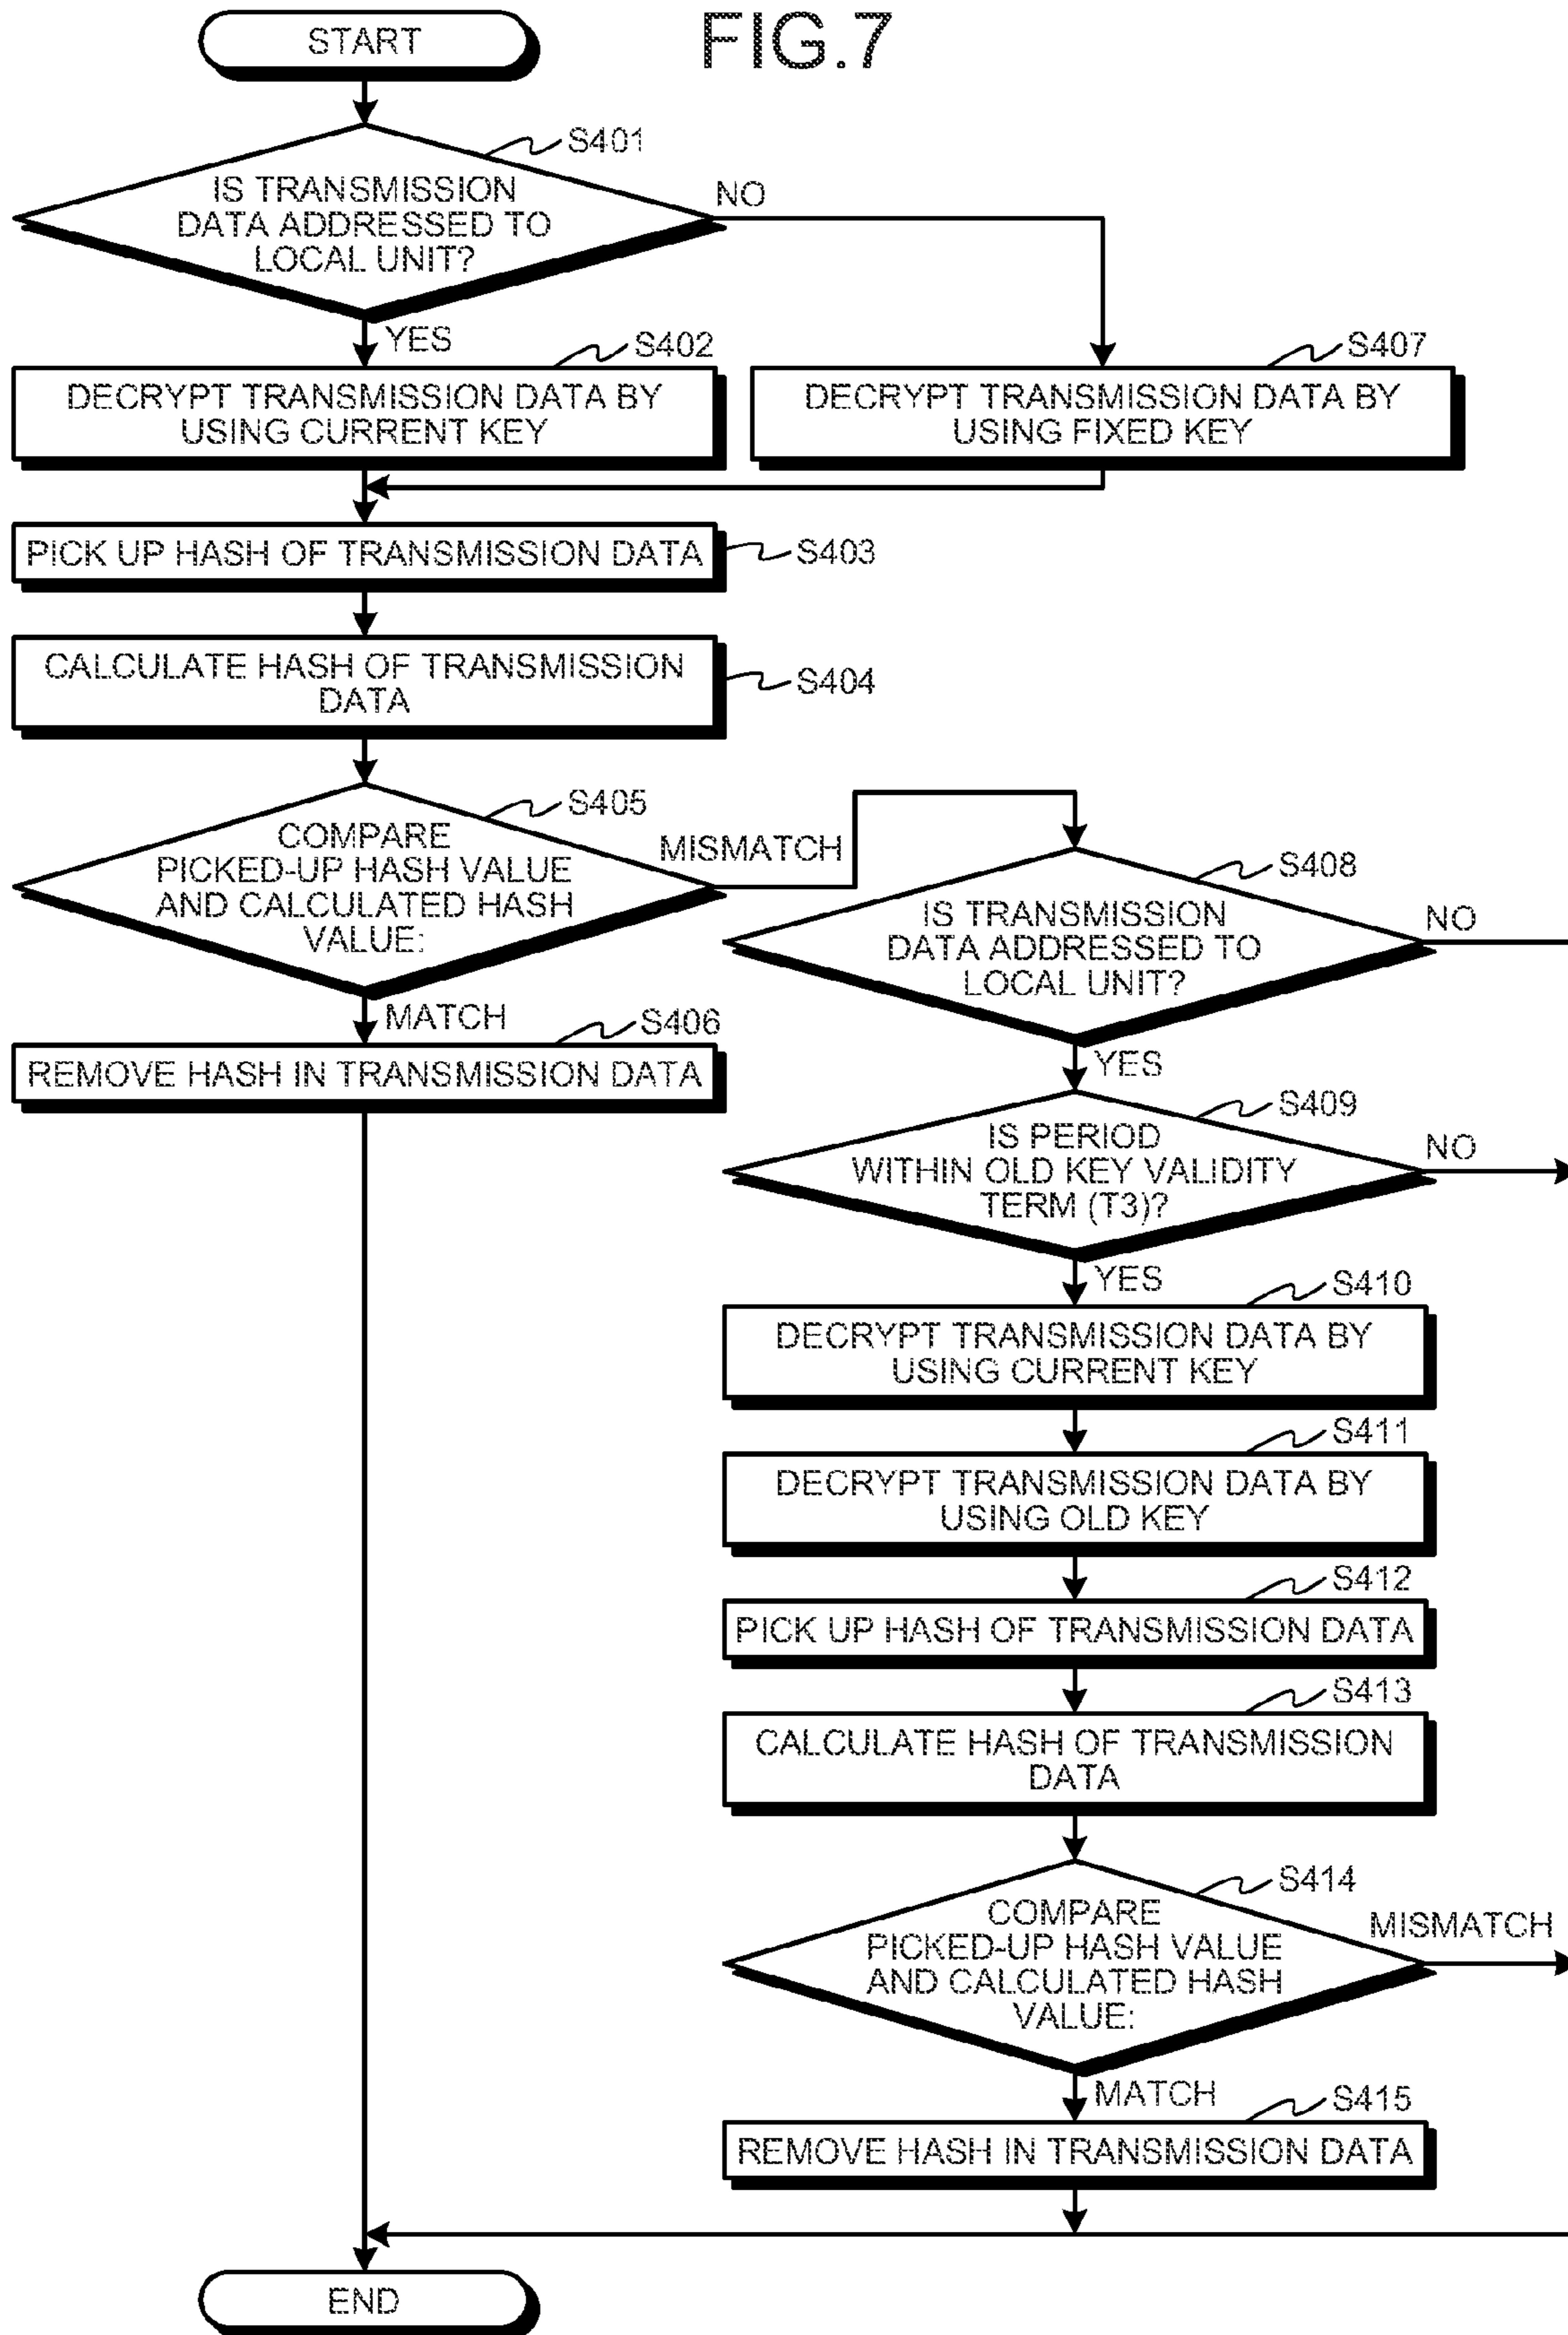 FIG.7
START
S401
IS TRANSMISSION
DATA ADDRESSED TO
LOCAL UNIT?
NO
YES
S402
DECRYPT TRANSMISSION DATA BY
USING CURRENT KEY
S407
DECRYPT TRANSMISSION DATA BY
USING FIXED KEY
PICK UP HASH OF TRANSMISSION DATA
S403
CALCULATE HASH OF TRANSMISSION
DATA
S404
S405
COMPARE
PICKED-UP HASH VALUE
AND CALCULATED HASH
VALUE:
MISMATCH
MATCH
S406
REMOVE HASH IN TRANSMISSION DATA
S408
IS TRANSMISSION
DATA ADDRESSED TO
LOCAL UNIT?
NO
YES
S409
IS PERIOD
WITHIN OLD KEY VALIDITY
TERM (T3)?
NO
YES
S410
DECRYPT TRANSMISSION DATA BY
USING CURRENT KEY
S411
DECRYPT TRANSMISSION DATA BY
USING OLD KEY
S412
PICK UP HASH OF TRANSMISSION DATA
S413
CALCULATE HASH OF TRANSMISSION
DATA
S414
COMPARE
PICKED-UP HASH VALUE
AND CALCULATED HASH
VALUE:
MISMATCH
MATCH
S415
REMOVE HASH IN TRANSMISSION DATA
END